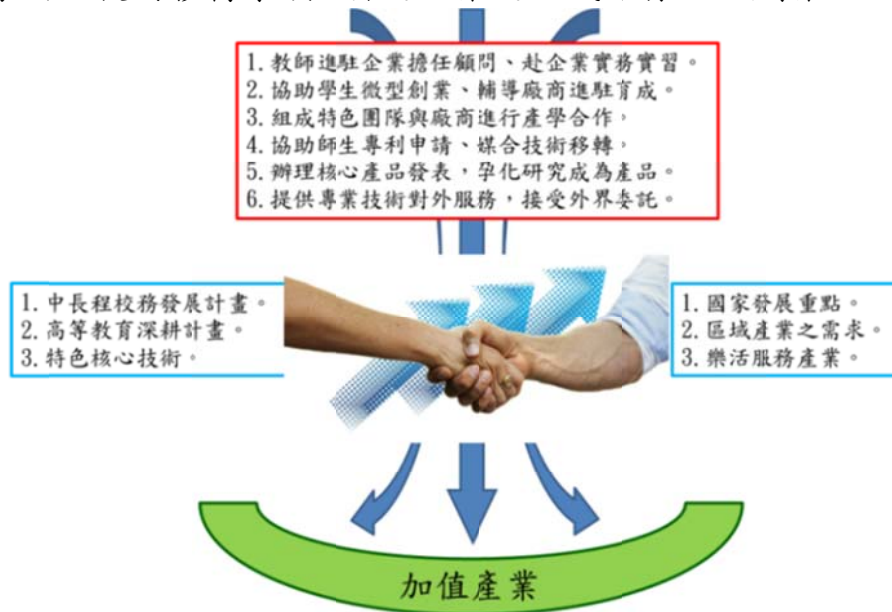 1. 教師進駐企業擔任顧問、赴企業實務實習。
2. 協助學生微型創業、輔導廠商進駐育成。
3. 組成特色團隊與廠商進行產學合作。
4. 協助師生專利申請、媒合技術移轉。
5. 辦理核心產品發表，孕化研究成為產品。
6. 提供專業技術對外服務，接受外界委託。
1. 中長程校務發展計畫。
2. 高等教育深耕計畫。
3. 特色核心技術。
1. 國家發展重點。
2. 區域產業之需求。
3. 樂活服務產業。
加值產業